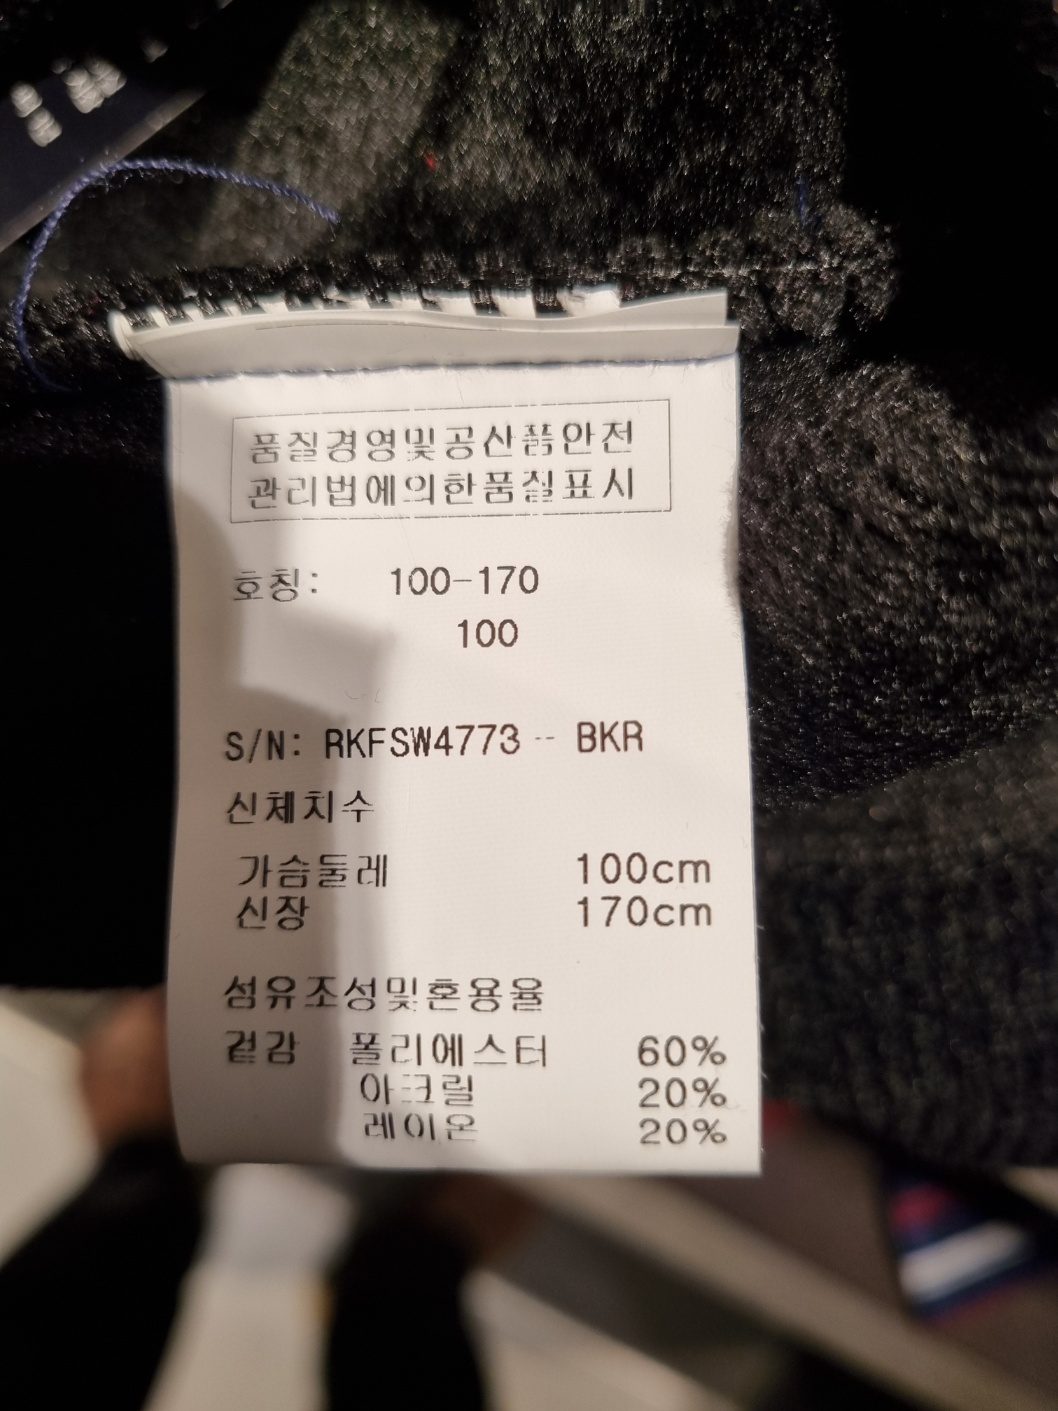 품질경영및공산품안전
관리법에의한품질표시
호칭: 100-170
100
S/N: RKFSW4773 - BKR
신체치수
가슴둘레 100cm
신장 170cm
섬유조성및혼용율
겉감 폴리에스터 60%
아크릴 20%
레이온 20%